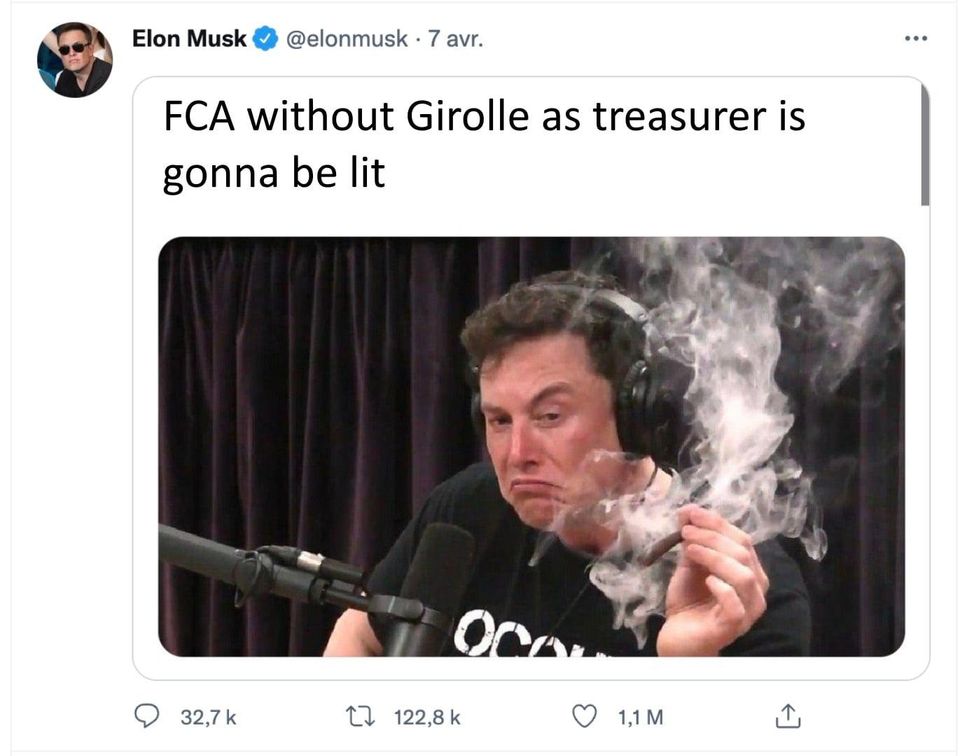 Elon Musk @elonmusk · 7 avr.
FCA without Girolle as treasurer is
gonna be lit
32,7 k 122,8 k 1,1 M